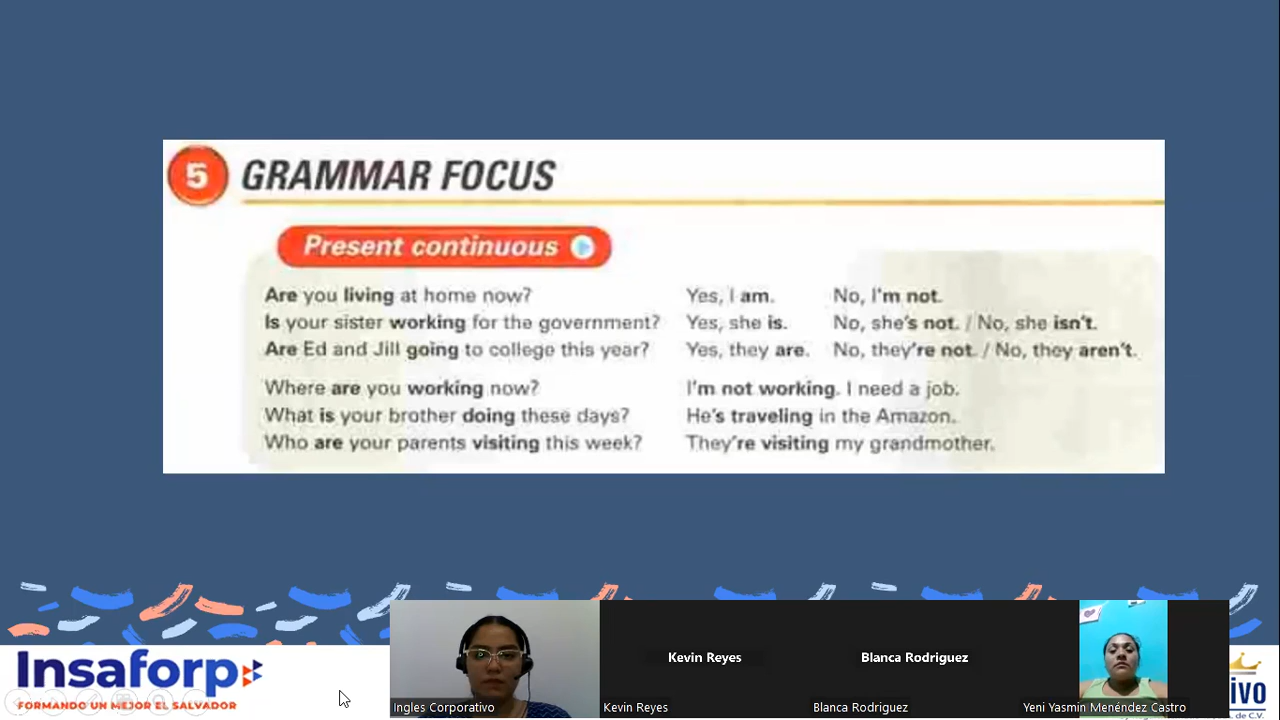 5 GRAMMAR FOCUS
Present continuous
Are you living at home now? Yes, I am. No, I'm not.
Is your sister working for the government? Yes, she is. No, she's not. / No, she isn't.
Are Ed and Jill going to college this year? Yes, they are. No, they're not. / No, they aren't.
Where are you working now? I'm not working. I need a job.
What is your brother doing these days? He's traveling in the Amazon.
Who are your parents visiting this week? They're visiting my grandmother.
Insaforp
FORMANDO UN MEJOR EL SALVADOR
Kevin Reyes
Blanca Rodriguez
Ingles Corporativo
Kevin Reyes
Blanca Rodriguez
Yeni Yasmin Menéndez Castro
ivo
. de C.V.